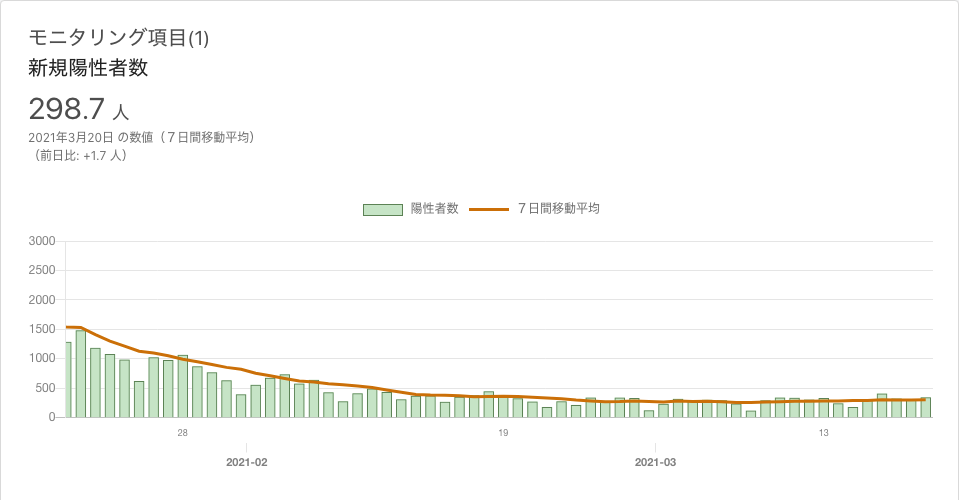 モニタリング項目(1)
新規陽性者数
298.7 人
2021年3月20日 の数値（７日間移動平均）
（前日比: +1.7 人）
陽性者数 ７日間移動平均
3000
2500
2000
1500
1000
500
0
28 19 13
2021-02 2021-03